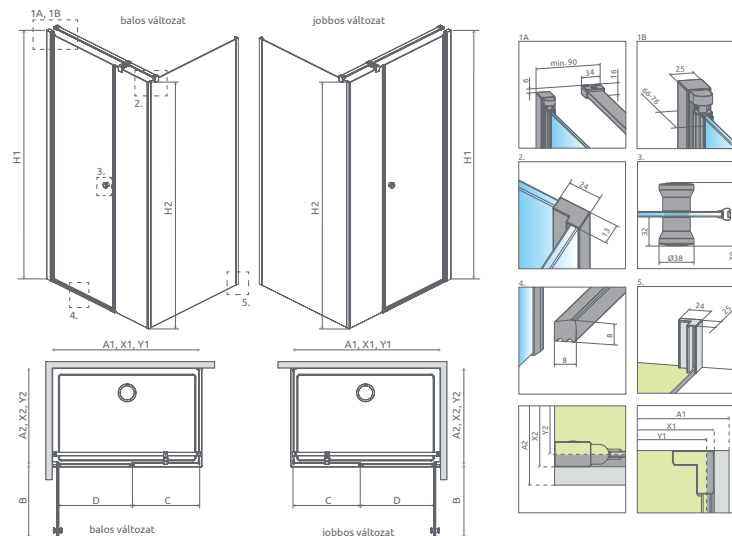 1A, 1B
balos változat
2.
H1
3.
H2
4.
5.
jobbos változat
H2
H1
A1, X1, Y1
A2, X2, Y2
B
D
C
balos változat
A1, X1, Y1
A2, X2, Y2
C
D
B
jobbos változat
1A
min. 90
34
16
6
1B
25
66-76
2.
24
13
3.
32
Ø38
4.
8
8
5.
24
25
A2
X2
Y2
A1
X1
Y1